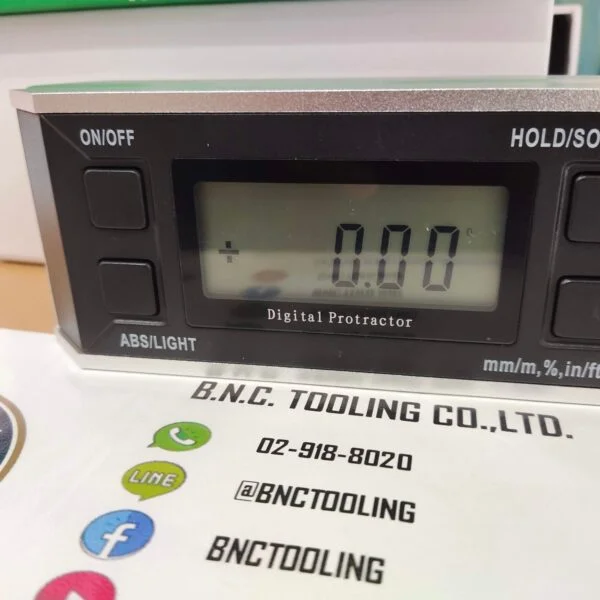 ON/OFF
HOLD/SO
0.00°
Digital Protractor
ABS/LIGHT
mm/m,%,in/ft
B.N.C. TOOLING CO.,LTD.
02-918-8020
LINE
@BNCTOOLING
f
BNCTOOLING